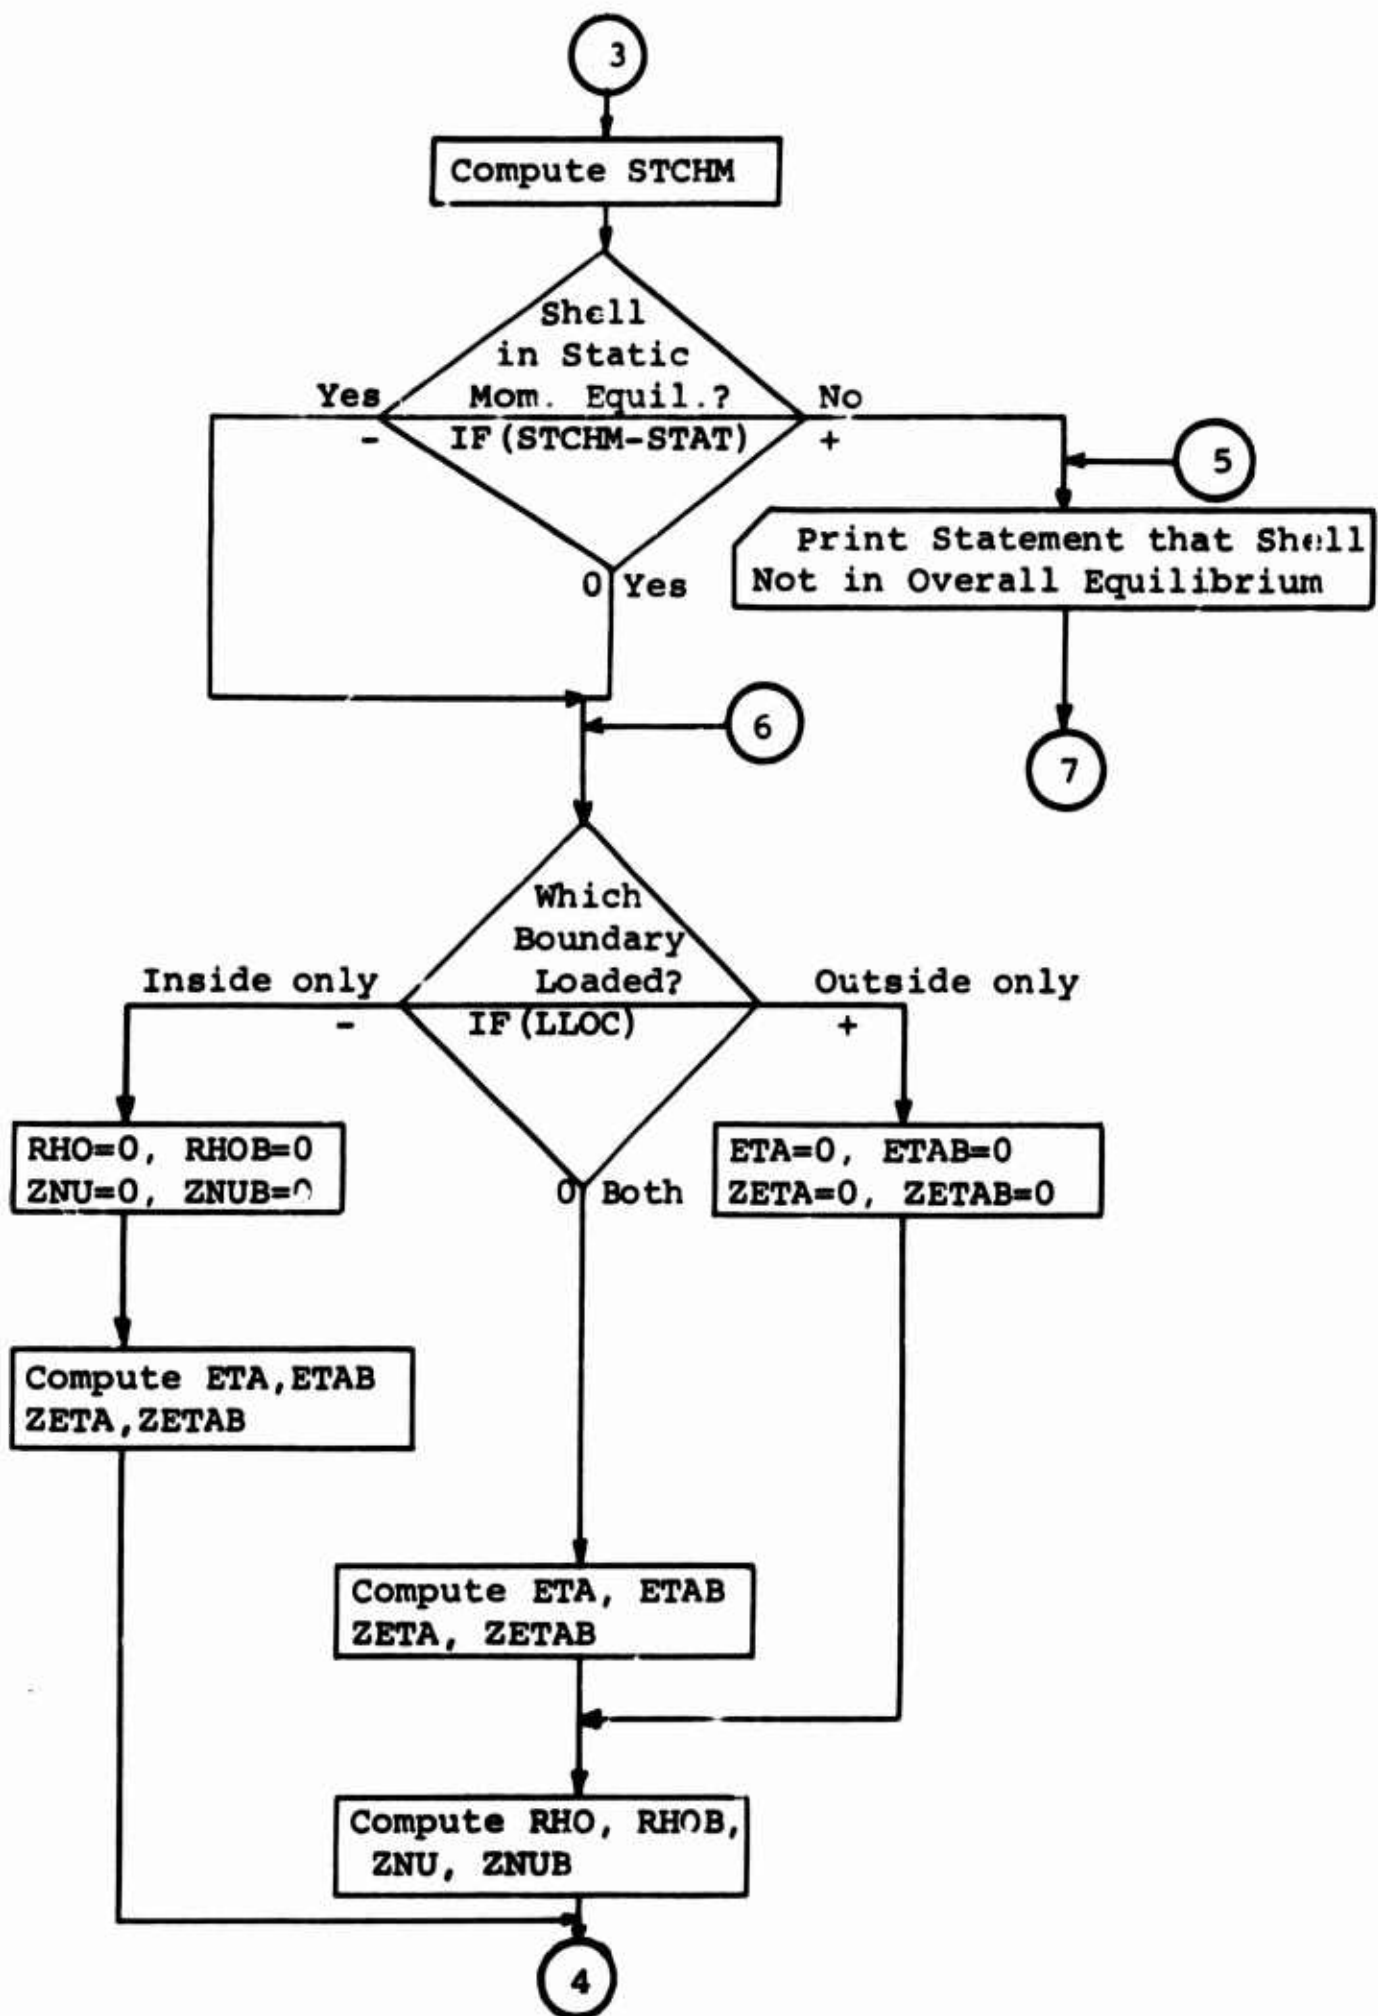 3
Compute STCHM
Shell
in Static
Mom. Equil.?
Yes
No
-
IF(STCHM-STAT)
+
5
Print Statement that Shell
Not in Overall Equilibrium
0 Yes
6
7
Which
Boundary
Loaded?
Inside only
Outside only
-
IF(LLOC)
+
RHO=0, RHOB=0
ZNU=0, ZNUB=0
ETA=0, ETAB=0
ZETA=0, ZETAB=0
0 Both
Compute ETA,ETAB
ZETA,ZETAB
Compute ETA, ETAB
ZETA, ZETAB
Compute RHO, RHOB,
ZNU, ZNUB
4